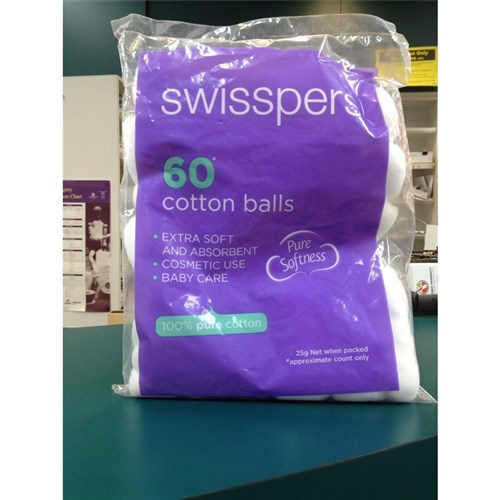 swisspers
60*
cotton balls
• EXTRA SOFT
AND ABSORBENT
• COSMETIC USE
• BABY CARE
Pure
Softness
100% pure cotton
25g Net when packed
*approximate count only